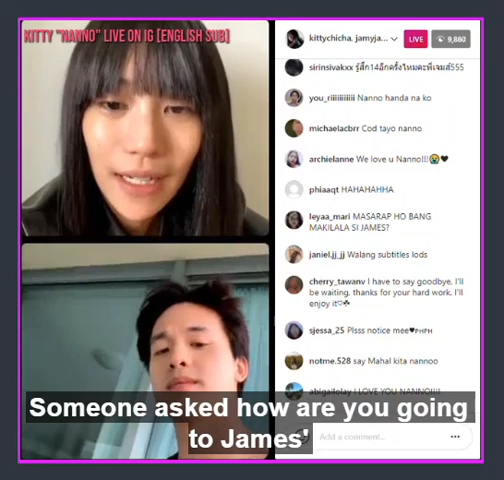 KITTY "NANNO" LIVE ON IG [ENGLISH SUB]
kittychicha, jamyja...
LIVE
9,860
sirinsivakxx รู้สึก14อีกครั้งไหมคะพี่เจมส์555
you_riiiiiiiiiiii Nanno handa na ko
michaelacbrr Cod tayo nanno
archielanne We love u Nanno!!!😭🖤
phiaaqt HAHAHAHHA
leyaa_mari MASARAP HO BANG
MAKILALA SI JAMES?
janiel.jj_jj Walang subtitles lods
cherry_tawanv I have to say goodbye, I'll
be waiting, thanks for your hard work. I'll
enjoy it♡☘
sjessa_25 Plsss notice mee♥PHPH
notme.528 say Mahal kita nannoo
abigailolay I LOVE YOU NANNO!!!!
Someone asked how are you going
to James'
Add a comment...